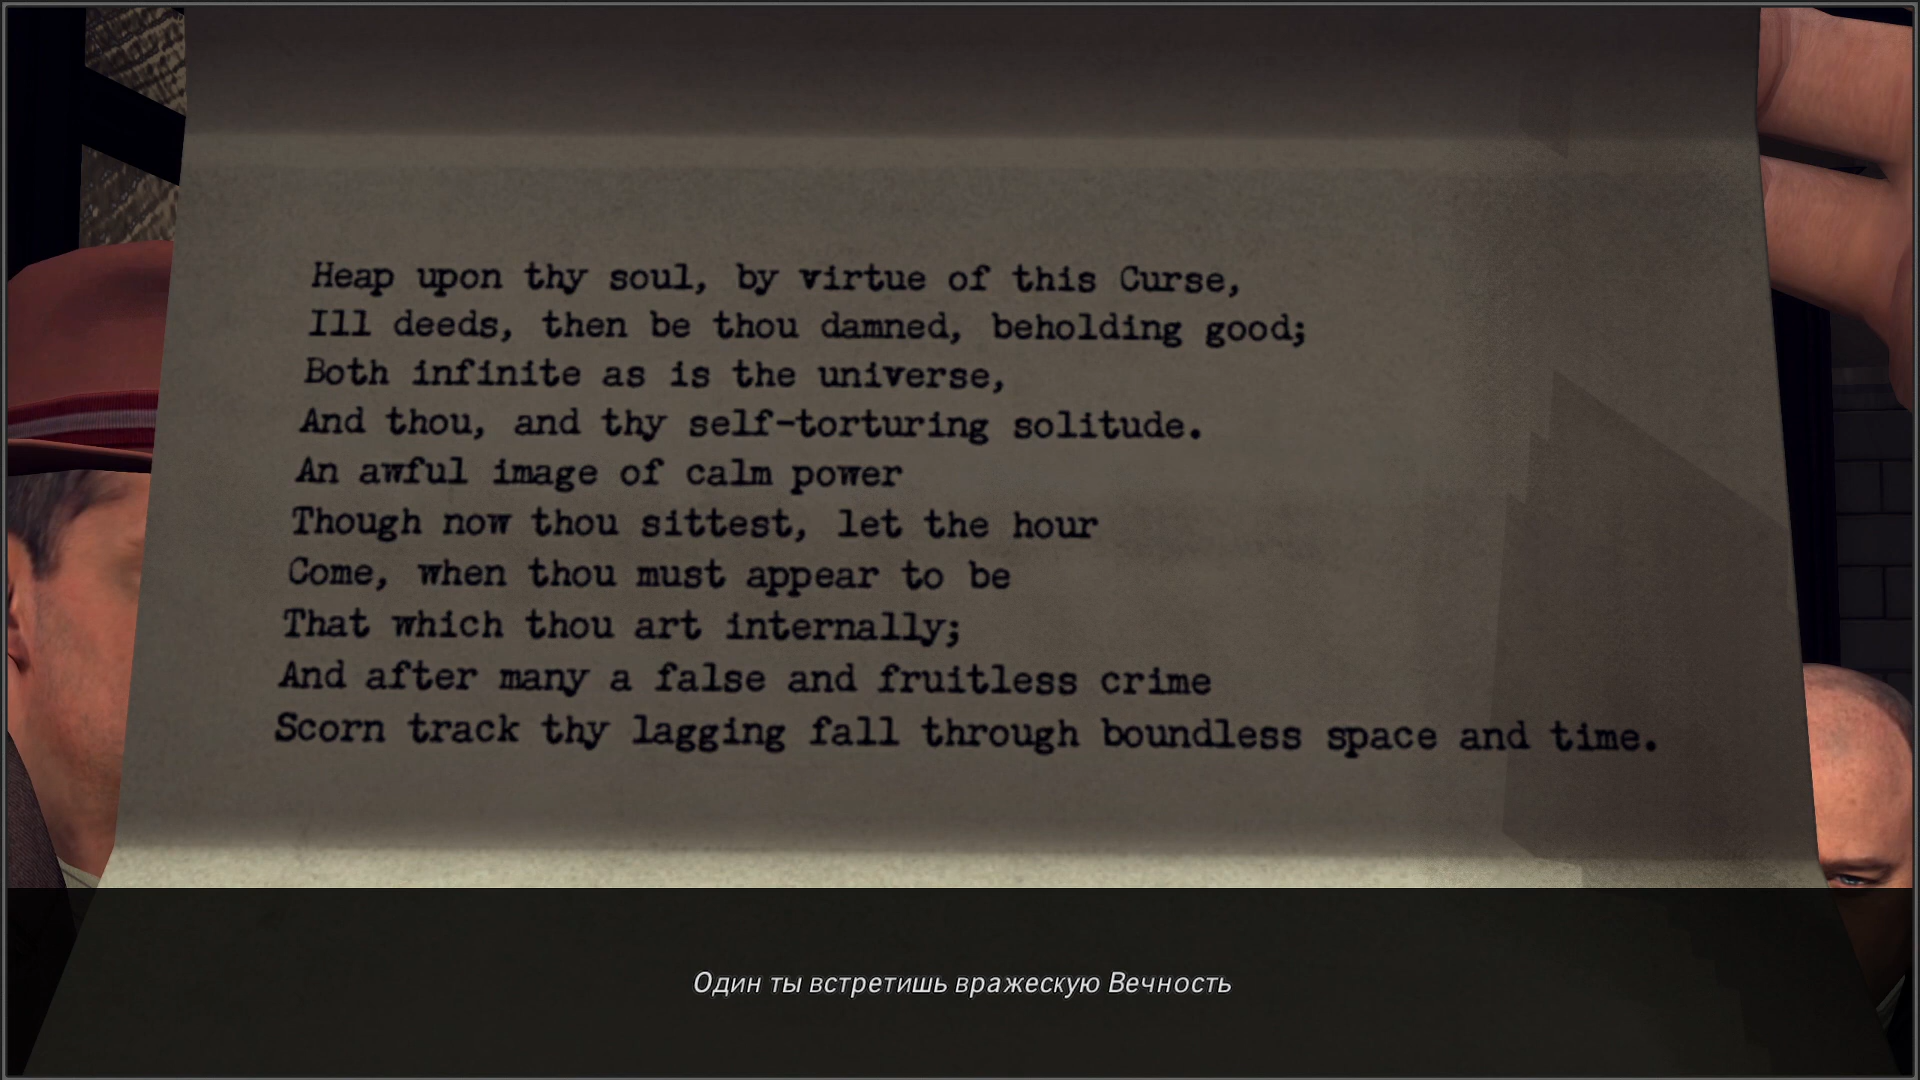 Heap upon thy soul, by virtue of this Curse,
Ill deeds, then be thou damned, beholding good;
Both infinite as is the universe,
And thou, and thy self-torturing solitude.
An awful image of calm power
Though now thou sittest, let the hour
Come, when thou must appear to be
That which thou art internally;
And after many a false and fruitless crime
Scorn track thy lagging fall through boundless space and time.
Один ты встретишь вражескую Вечность